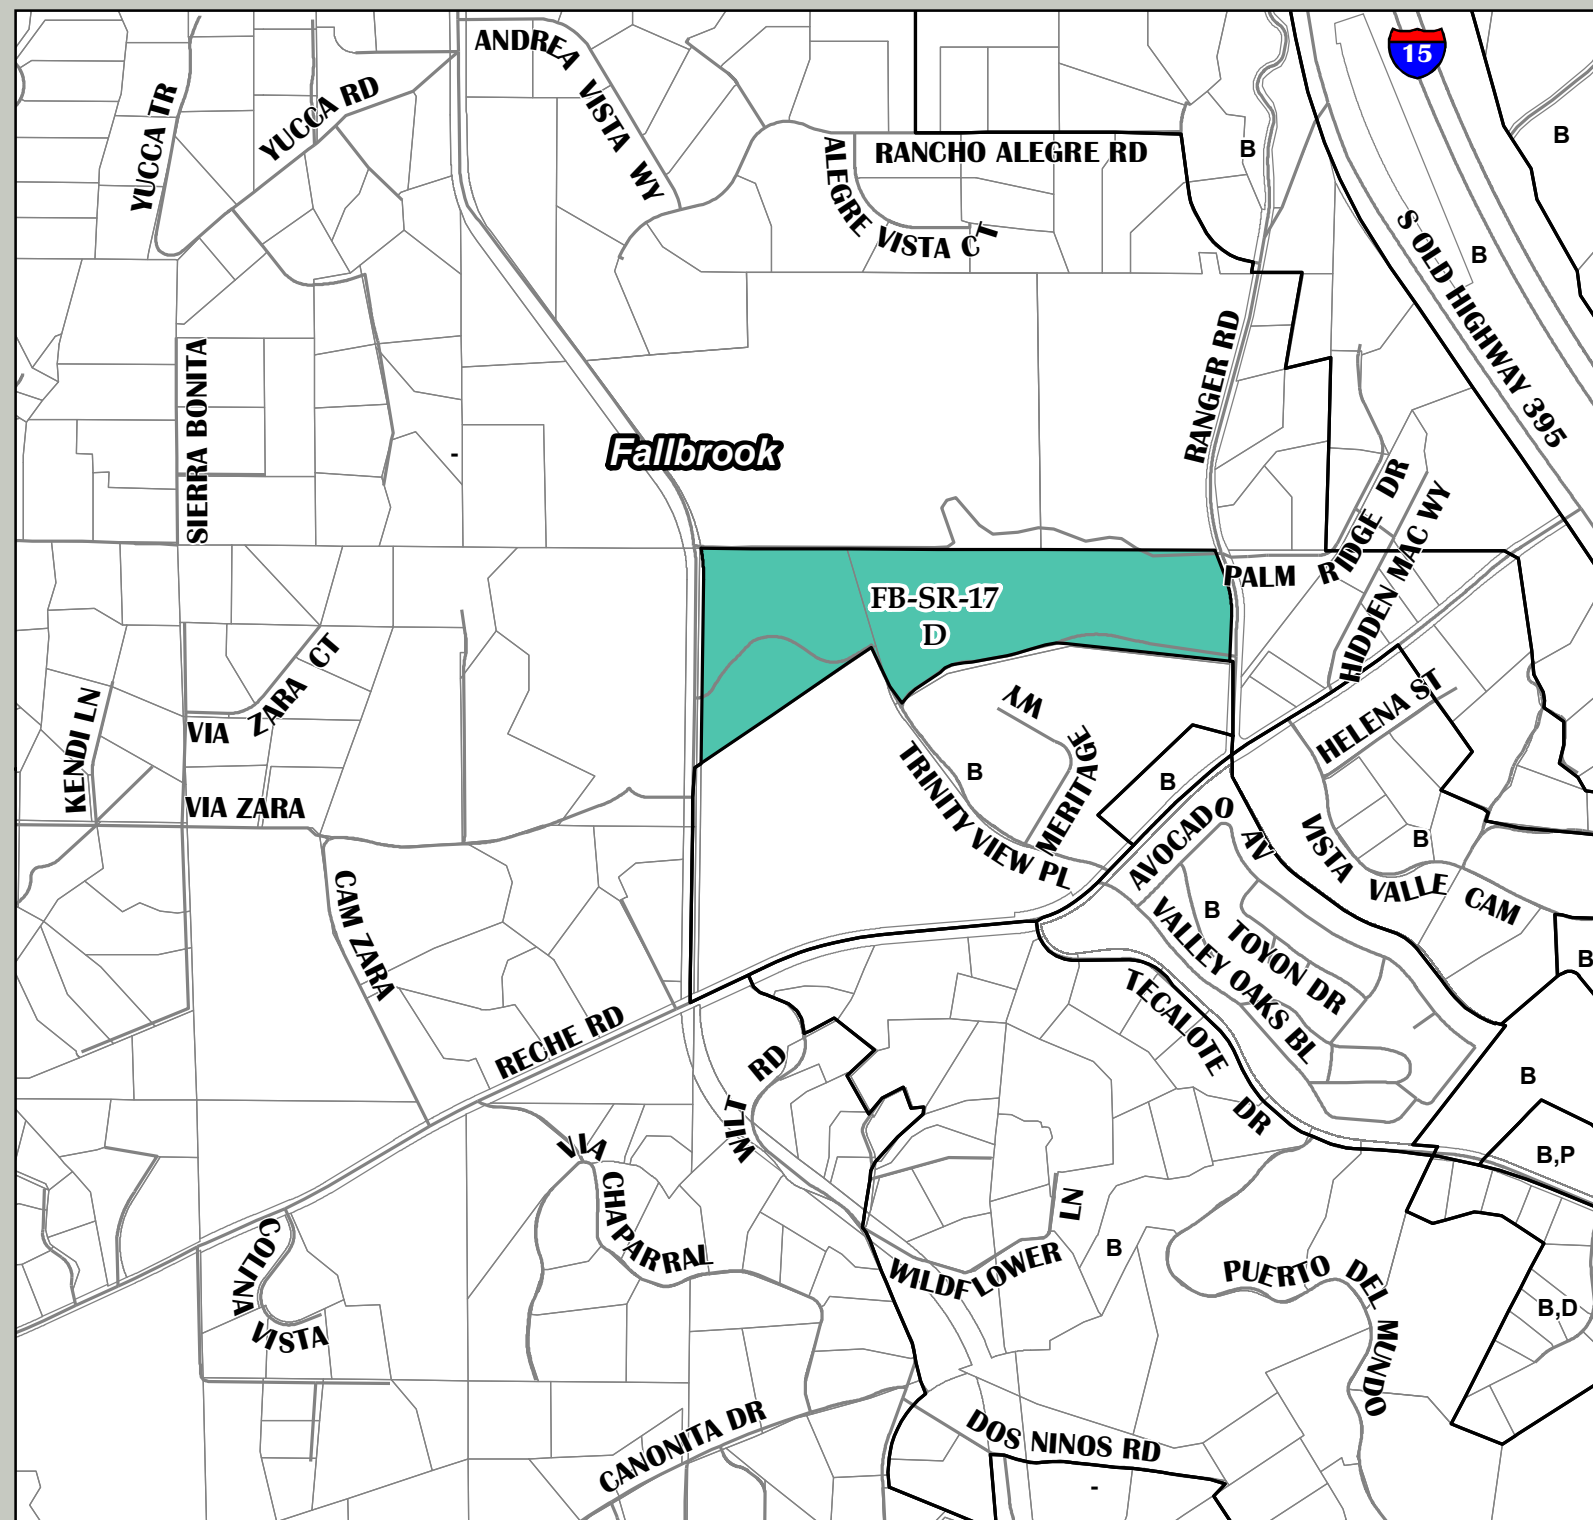 ANDREA VISTA WY
15
YUCCA TR
YUCCA RD
B
B
RANCHO ALEGRE RD
ALEGRE VISTA CT
B
S OLD HIGHWAY 395
SIERRA BONITA
RANGER RD
Fallbrook
-
PALM RIDGE DR
HIDDEN MAC WY
FB-SR-17
D
KENDI LN
VIA ZARA CT
VIA ZARA
MERITAGE WY
HELENA ST
B
B
TRINITY VIEW PL
AVOCADO AV
B
VISTA VALLE CAM
CAM ZARA
B
TOYON DR
VALLEY OAKS BL
B
TECALOTE DR
RECHE RD
WILT RD
B
B,P
VIA CHAPARRAL
COLINA VISTA
WILDFLOWER LN
B
PUERTO DEL MUNDO
B,D
CANONITA DR
DOS NINOS RD
-